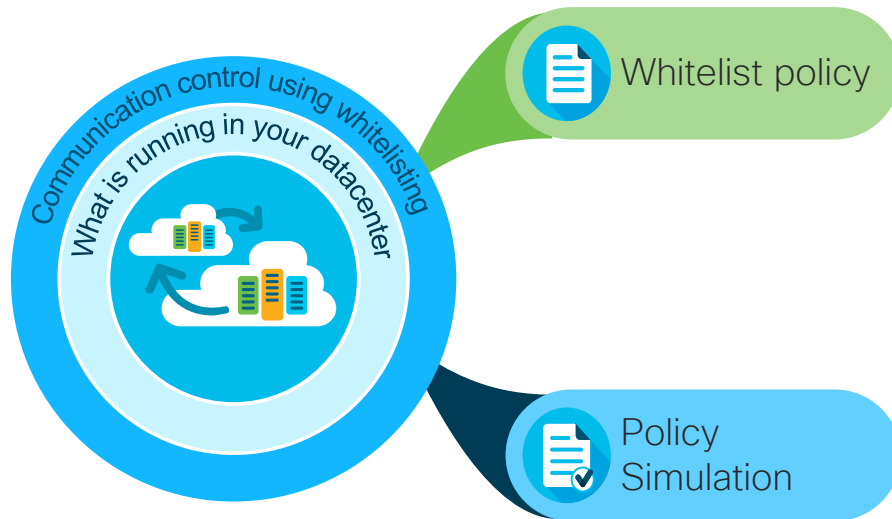 Communication control using whitelisting
What is running in your datacenter
Whitelist policy
Policy
Simulation